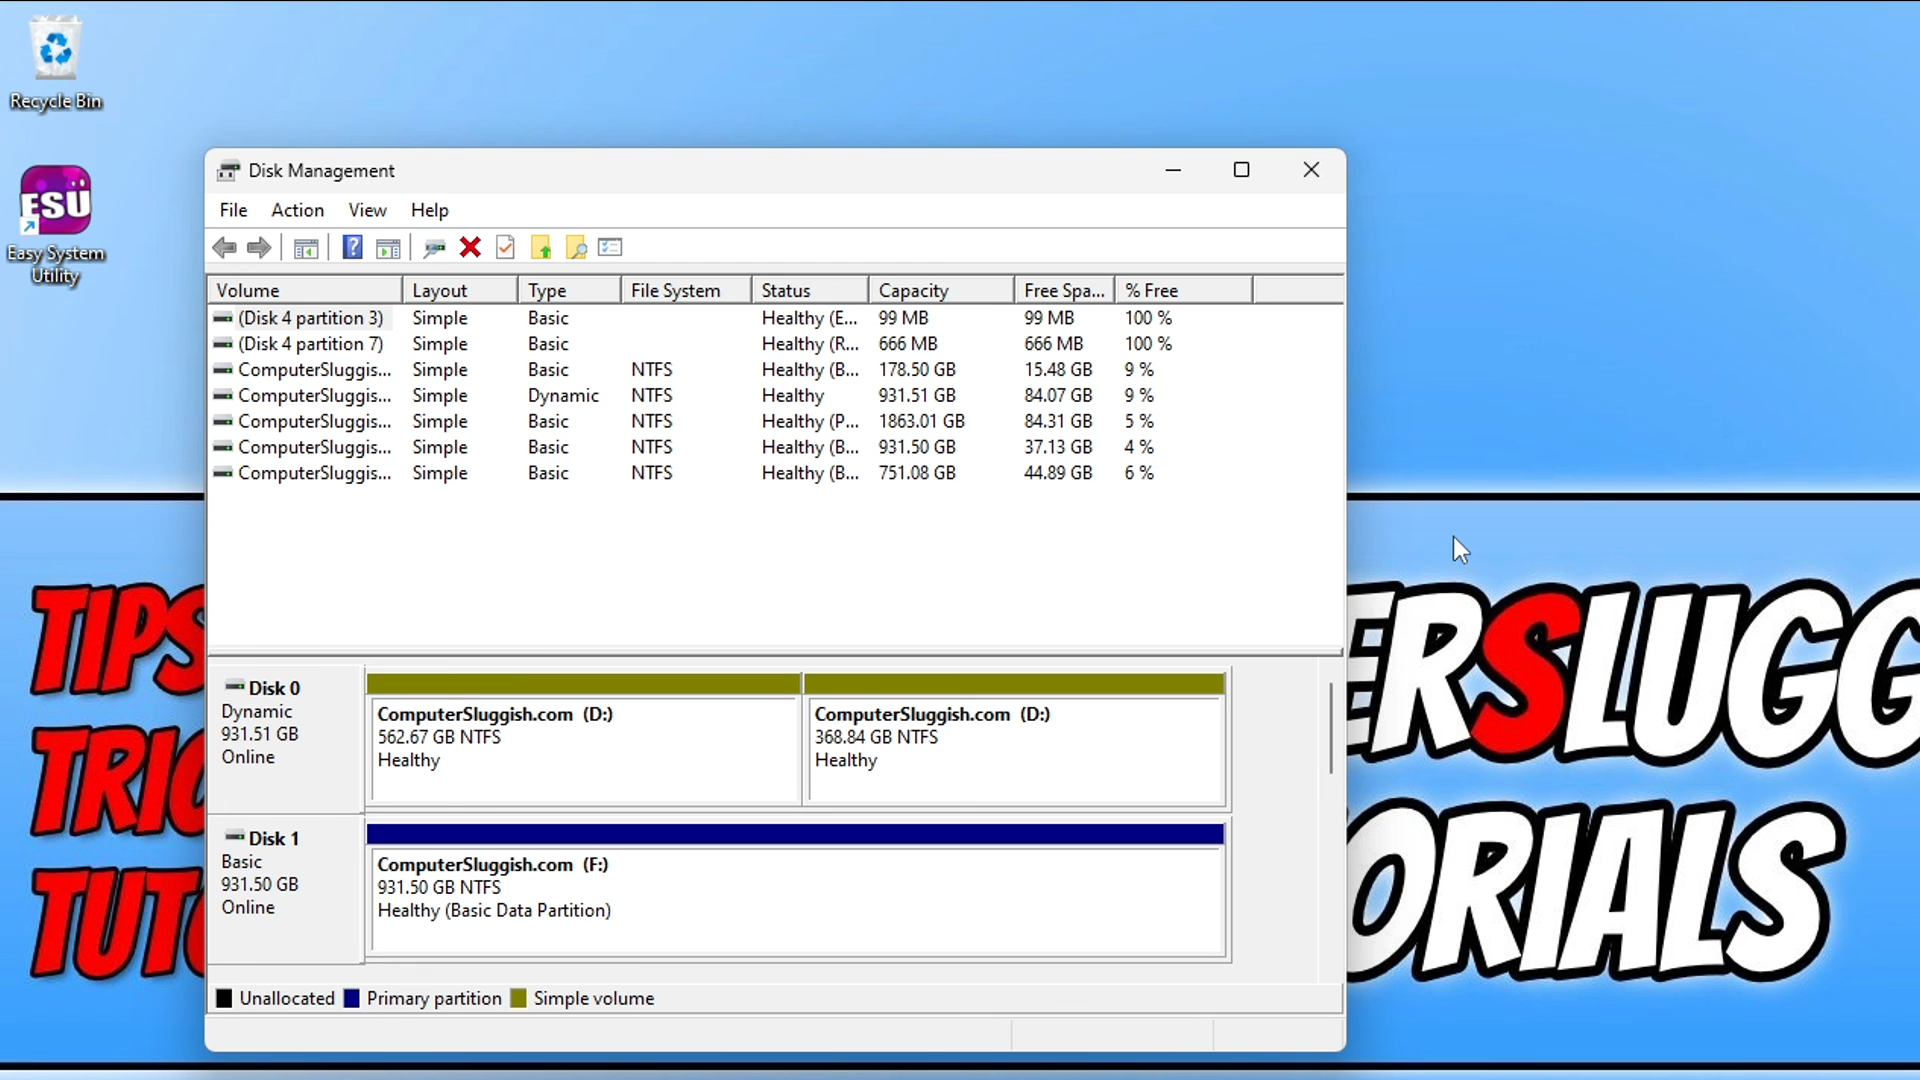 Recycle Bin
ESU
Easy System
Utility
Disk Management
File Action View Help
Volume Layout Type File System Status Capacity Free Spa... % Free
(Disk 4 partition 3) Simple Basic Healthy (E... 99 MB 99 MB 100 %
(Disk 4 partition 7) Simple Basic Healthy (R... 666 MB 666 MB 100 %
ComputerSluggis... Simple Basic NTFS Healthy (B... 178.50 GB 15.48 GB 9 %
ComputerSluggis... Simple Dynamic NTFS Healthy 931.51 GB 84.07 GB 9 %
ComputerSluggis... Simple Basic NTFS Healthy (P... 1863.01 GB 84.31 GB 5 %
ComputerSluggis... Simple Basic NTFS Healthy (B... 931.50 GB 37.13 GB 4 %
ComputerSluggis... Simple Basic NTFS Healthy (B... 751.08 GB 44.89 GB 6 %
Disk 0
Dynamic
931.51 GB
Online
ComputerSluggish.com (D:)
562.67 GB NTFS
Healthy
ComputerSluggish.com (D:)
368.84 GB NTFS
Healthy
Disk 1
Basic
931.50 GB
Online
ComputerSluggish.com (F:)
931.50 GB NTFS
Healthy (Basic Data Partition)
Unallocated Primary partition Simple volume
TIPS
TRIC
TUT
ERSLUGG
ORIALS